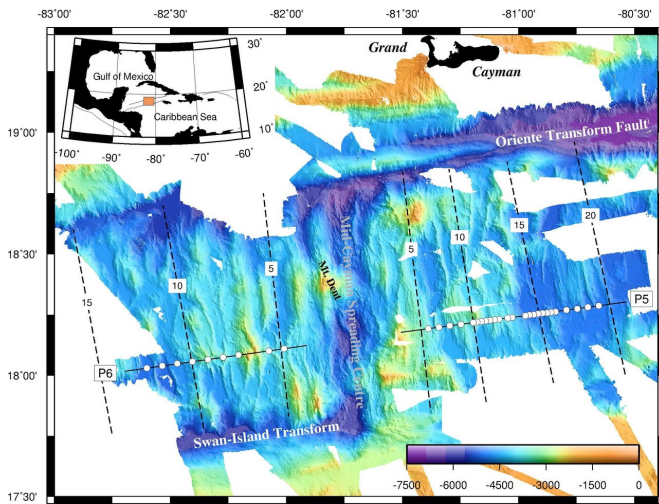 -83°00' -82°30' -82°00' -81°30' -81°00' -80°30'
30°
Gulf of Mexico
20°
Caribbean Sea
10°
-100° -90° -80° -70° -60°
Grand
Cayman
19°00'
Oriente Transform Fault
18°30'
Mid Cayman Spreading Centre
Mt. Dent
15
10
5
5
10
15
20
P5
18°00'
P6
Swan-Island Transform
17°30'
-7500 -6000 -4500 -3000 -1500 0